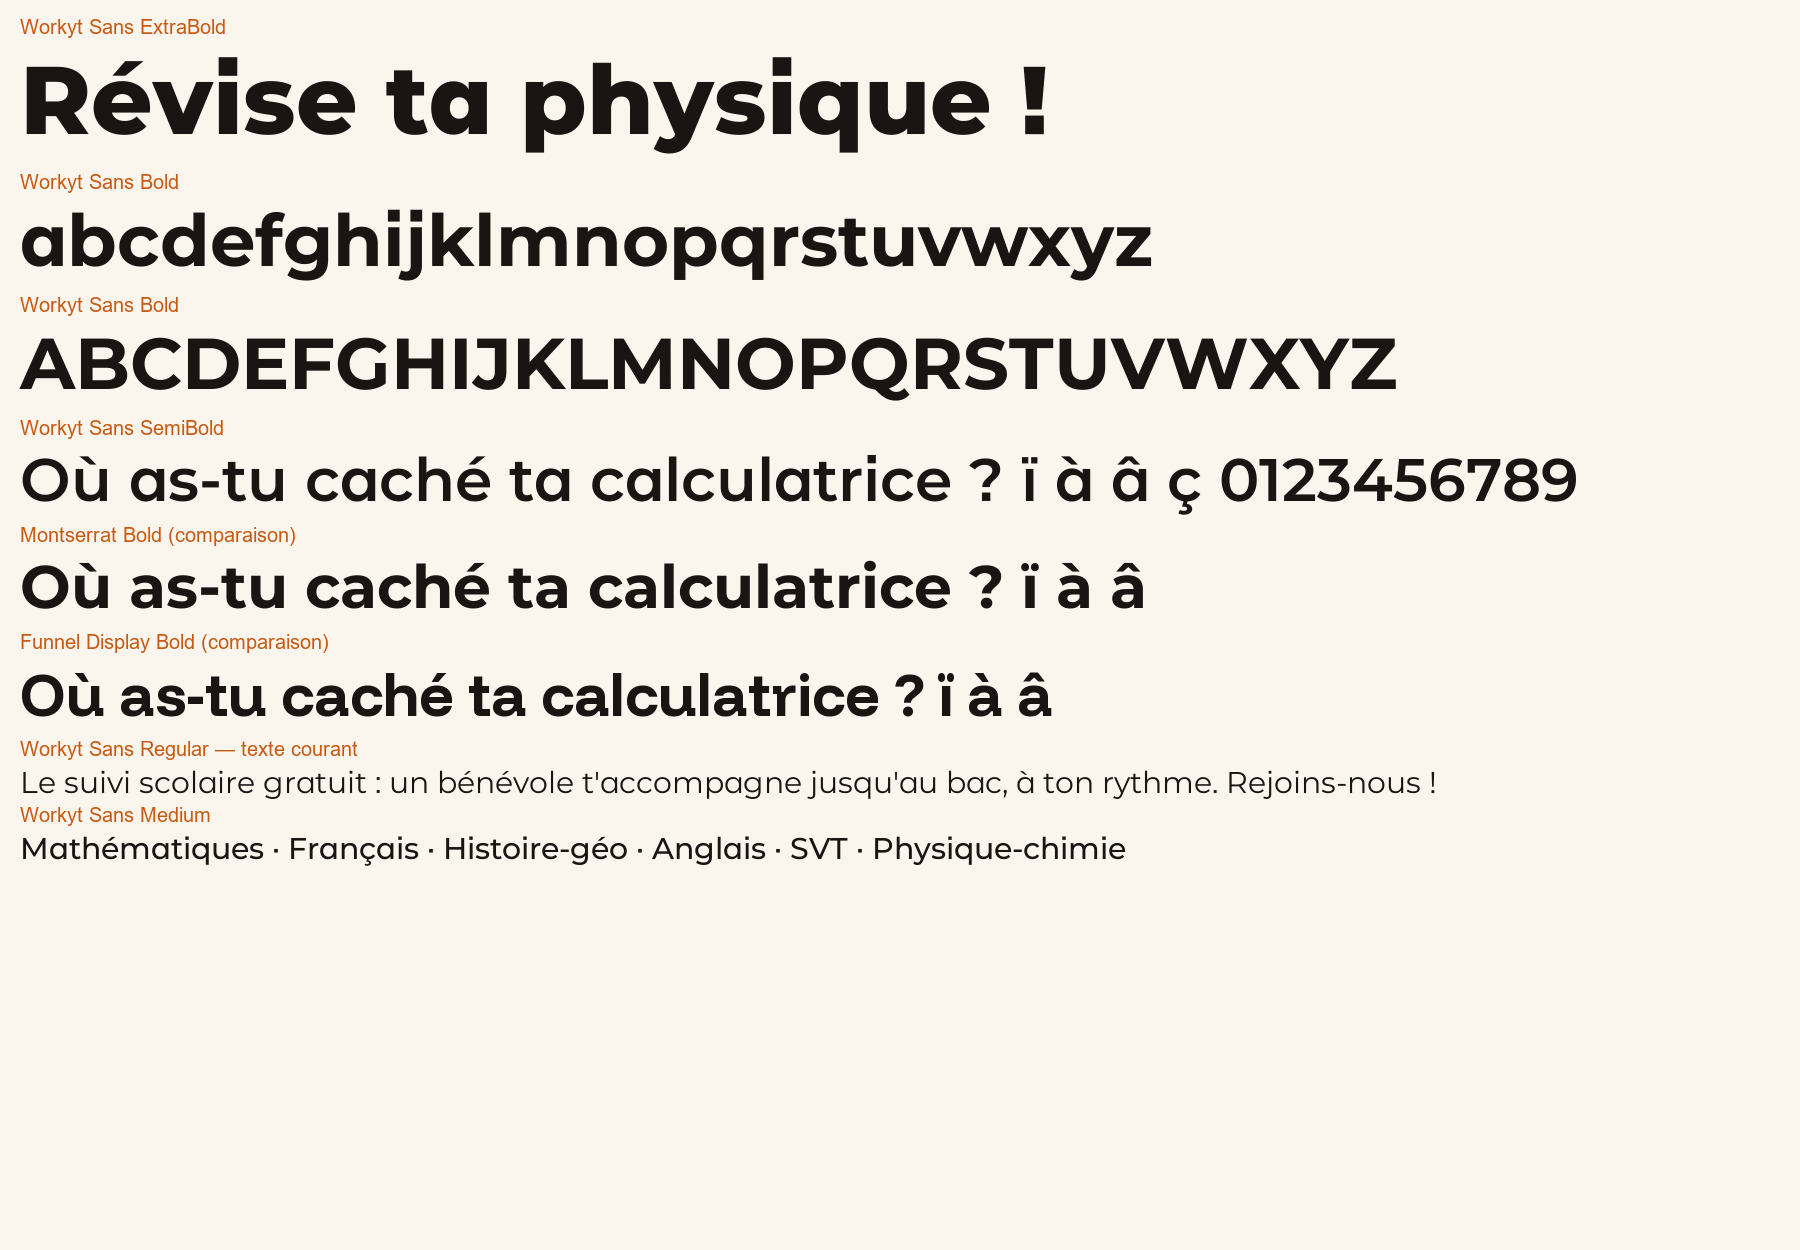 Workyt Sans ExtraBold
Révise ta physique !
Workyt Sans Bold
abcdefghijklmnopqrstuvwxyz
Workyt Sans Bold
ABCDEFGHIJKLMNOPQRSTUVWXYZ
Workyt Sans SemiBold
Où as-tu caché ta calculatrice ? ï à â ç 0123456789
Montserrat Bold (comparaison)
Où as-tu caché ta calculatrice ? ï à â
Funnel Display Bold (comparaison)
Où as-tu caché ta calculatrice ? ï à â
Workyt Sans Regular — texte courant
Le suivi scolaire gratuit : un bénévole t'accompagne jusqu'au bac, à ton rythme. Rejoins-nous !
Workyt Sans Medium
Mathématiques · Français · Histoire-géo · Anglais · SVT · Physique-chimie